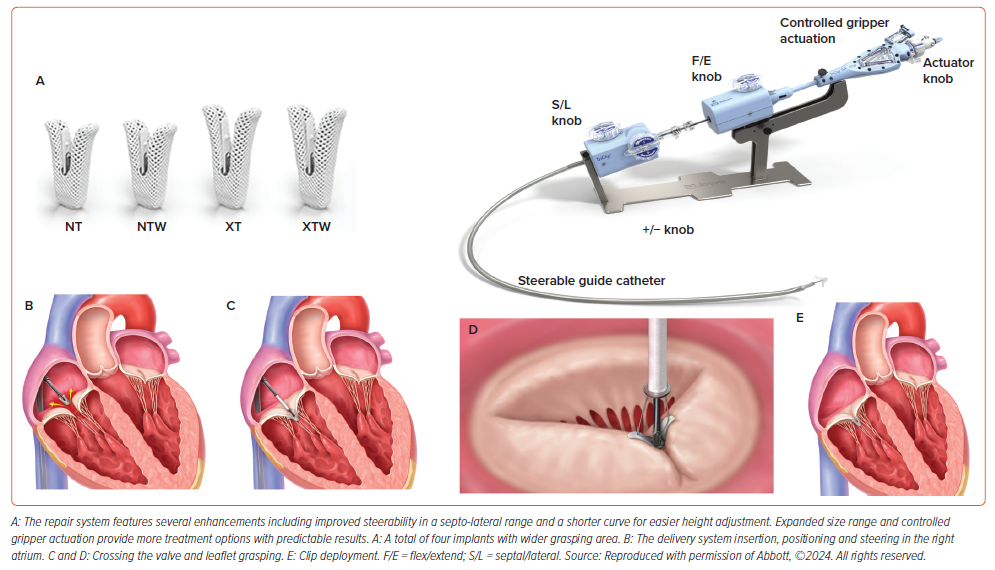 Controlled gripper
actuation
Actuator
knob
F/E
knob
S/L
knob
A
NT
NTW
XT
XTW
+/– knob
Steerable guide catheter
B
C
D
E
A: The repair system features several enhancements including improved steerability in a septo-lateral range and a shorter curve for easier height adjustment. Expanded size range and controlled
gripper actuation provide more treatment options with predictable results. A: A total of four implants with wider grasping area. B: The delivery system insertion, positioning and steering in the right
atrium. C and D: Crossing the valve and leaflet grasping. E: Clip deployment. F/E = flex/extend; S/L = septal/lateral. Source: Reproduced with permission of Abbott, ©2024. All rights reserved.